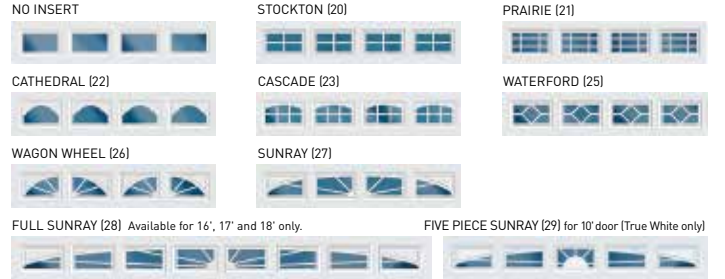 NO INSERT
STOCKTON (20)
PRAIRIE (21)
CATHEDRAL (22)
CASCADE (23)
WATERFORD (25)
WAGON WHEEL (26)
SUNRAY (27)
FULL SUNRAY (28) Available for 16', 17' and 18' only.
FIVE PIECE SUNRAY (29) for 10' door (True White only)